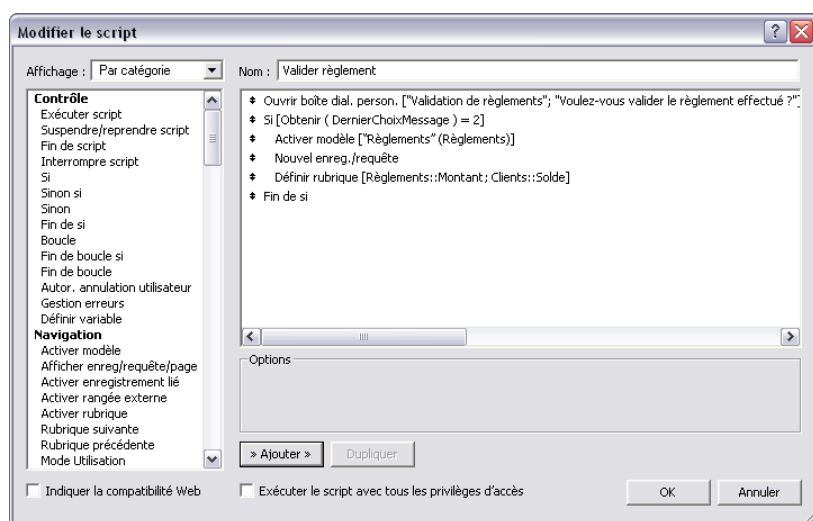 Modifier le script
Affichage : Par catégorie
Nom : Valider règlement
Contrôle
Exécuter script
Suspendre/reprendre script
Fin de script
Interrompre script
Si
Sinon si
Sinon
Fin de si
Boucle
Fin de boucle si
Fin de boucle
Autor. annulation utilisateur
Gestion erreurs
Définir variable
Navigation
Activer modèle
Afficher enreg/requête/page
Activer enregistrement lié
Activer rangée externe
Activer rubrique
Rubrique suivante
Rubrique précédente
Mode Utilisation
Ouvrir boîte dial. person. ["Validation de règlements"; "Voulez-vous valider le règlement effectué ?"]
Si [Obtenir ( DernierChoixMessage ) = 2]
Activer modèle ["Règlements" (Règlements)]
Nouvel enreg./requête
Définir rubrique [Règlements::Montant; Clients::Solde]
Fin de si
Options
» Ajouter »
Dupliquer
Indiquer la compatibilité Web
Exécuter le script avec tous les privilèges d'accès
OK
Annuler